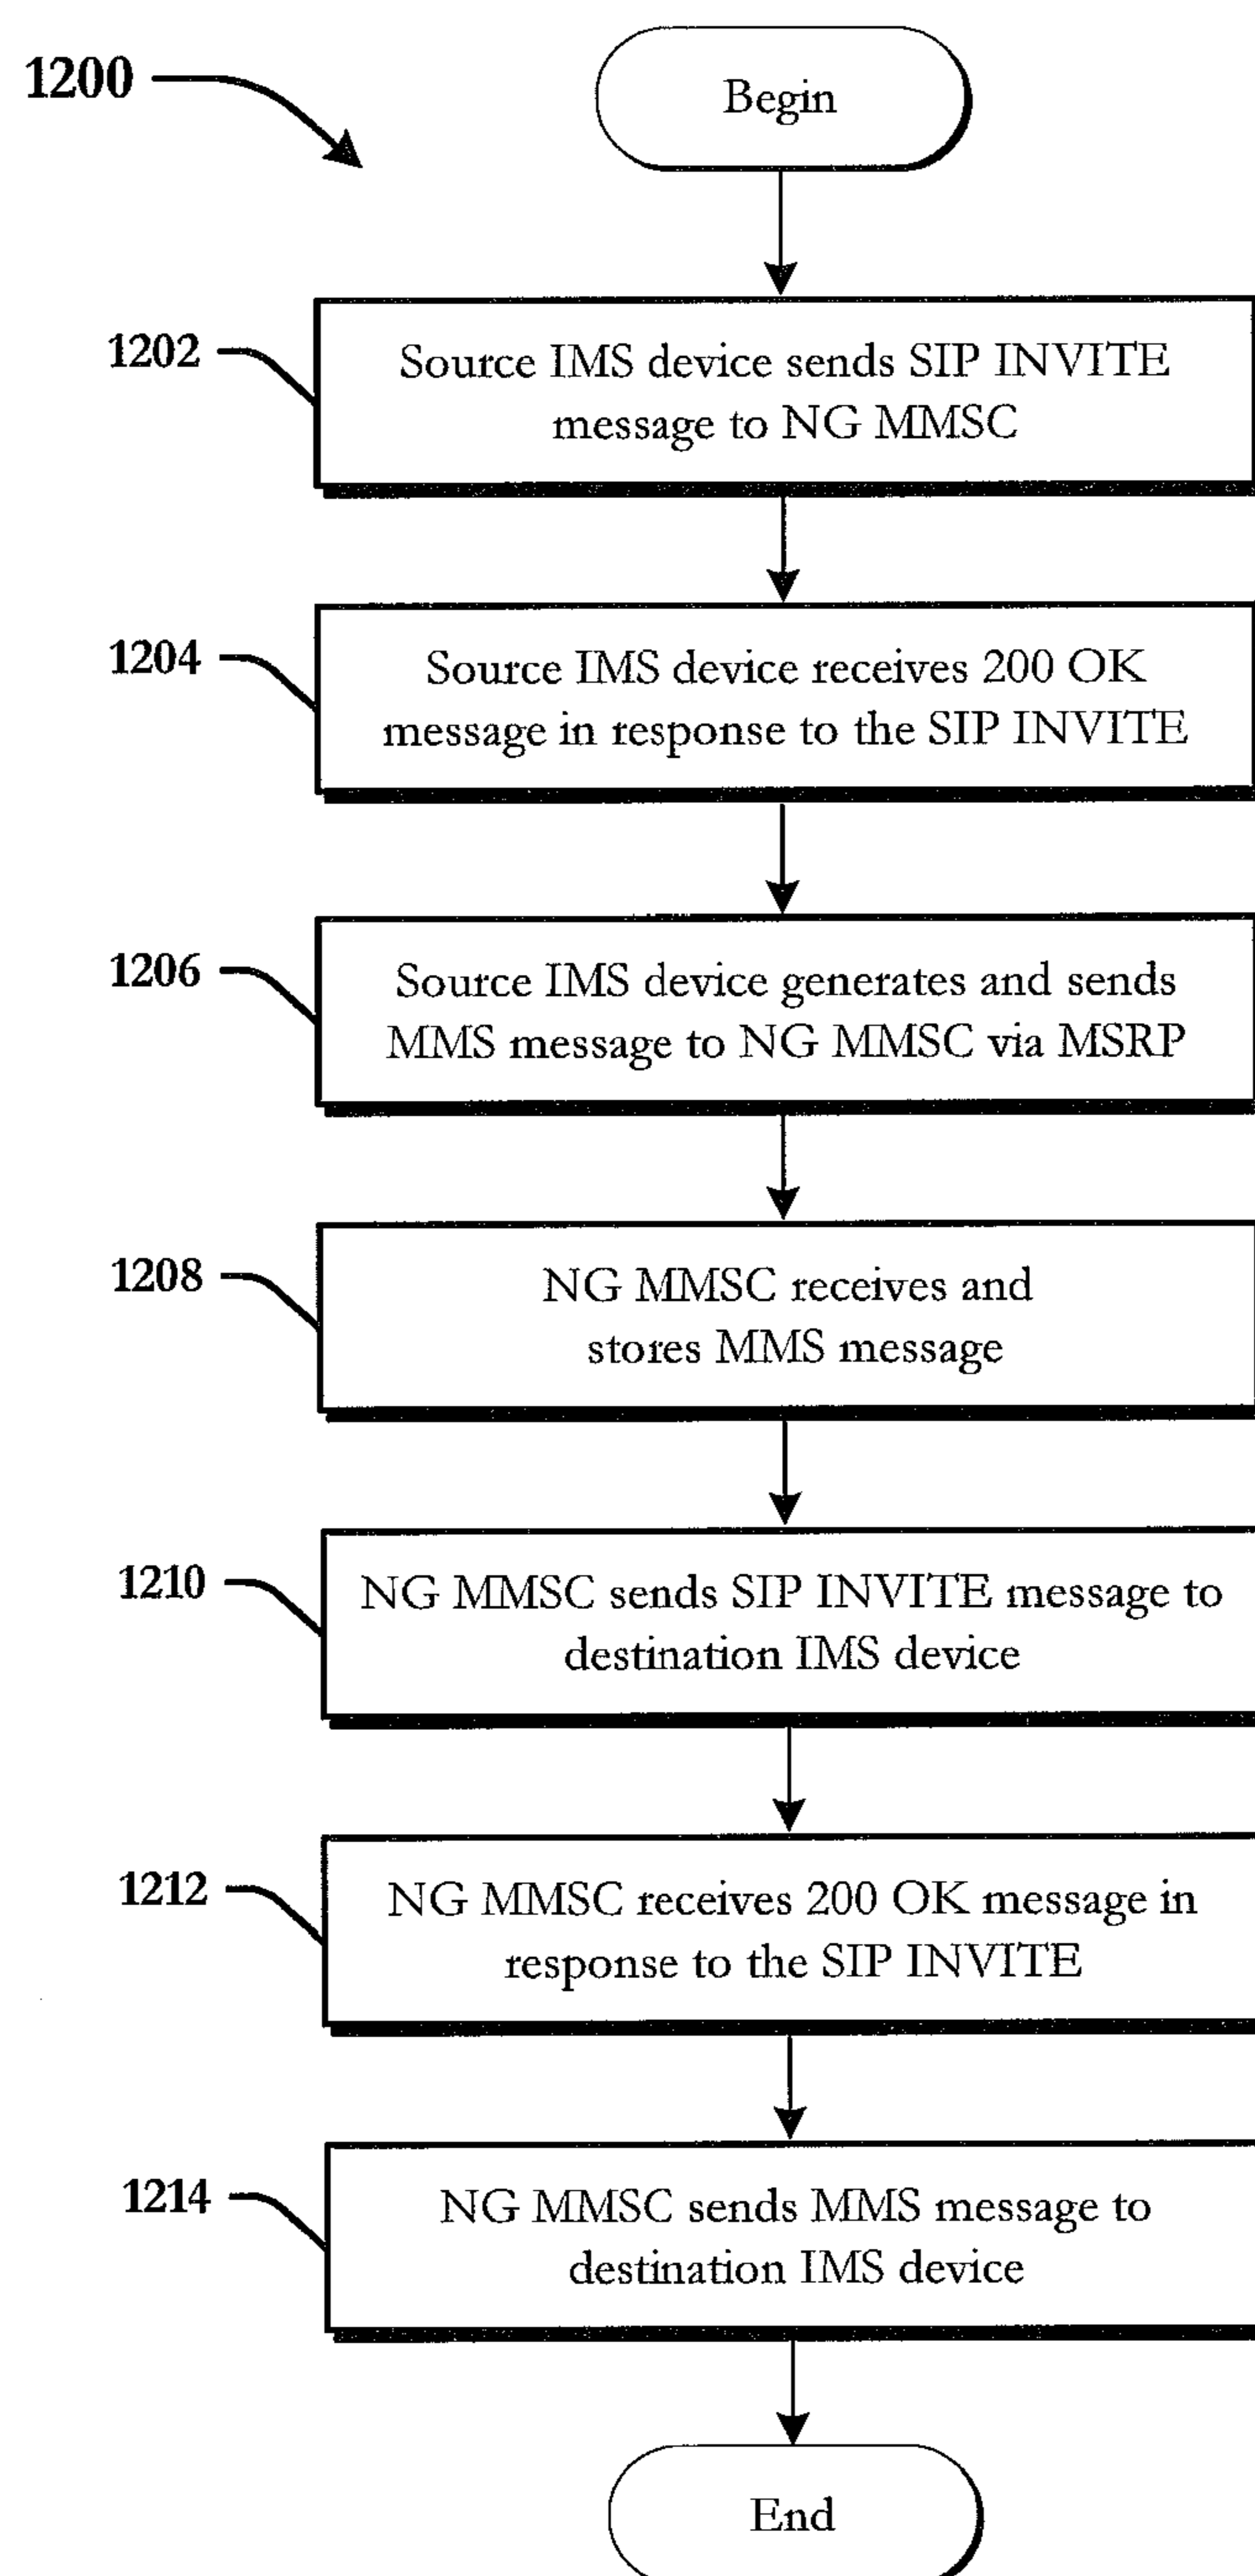 1200
Begin
1202
Source IMS device sends SIP INVITE
message to NG MMSC
1204
Source IMS device receives 200 OK
message in response to the SIP INVITE
1206
Source IMS device generates and sends
MMS message to NG MMSC via MSRP
1208
NG MMSC receives and
stores MMS message
1210
NG MMSC sends SIP INVITE message to
destination IMS device
1212
NG MMSC receives 200 OK message in
response to the SIP INVITE
1214
NG MMSC sends MMS message to
destination IMS device
End